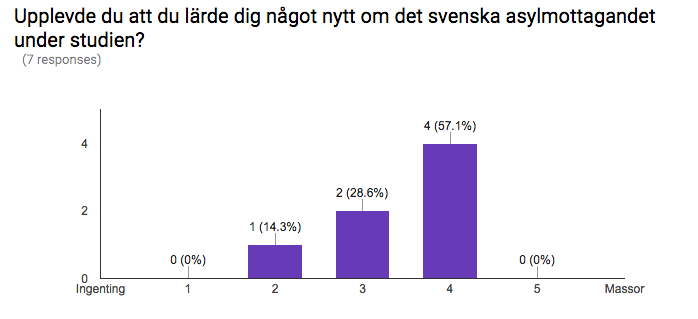 Upplevde du att du lärde dig något nytt om det svenska asylmottagandet
under studien?
(7 responses)
4 (57.1%)
4
2 (28.6%)
2
1 (14.3%)
0 (0%)
0 (0%)
0
Ingenting 1 2 3 4 5 Massor